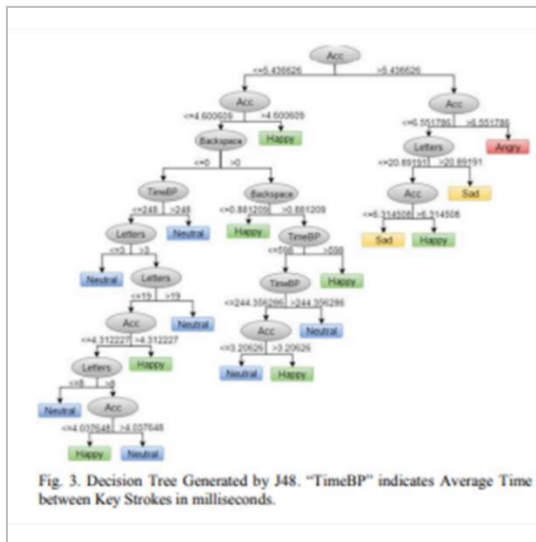 Acc
<=5.436626 >5.436626
Acc Acc
<=4.600609 >4.600609 <=6.551786 >6.551786
Backspace Happy Letters Angry
<=0 >0 <=20.89191 >20.89191
TimeBP Backspace Acc Sad
<=248 >248 <=0.881209 >0.881209 <=6.314508 >6.314508
Letters Neutral Happy TimeBP Sad Happy
<=3 >3 <=598 >598
Neutral Letters TimeBP Happy
<=19 >19 <=244.356286 >244.356286
Acc Neutral Acc Neutral
<=4.312227 >4.312227 <=3.20626 >3.20626
Letters Happy Neutral Happy
<=8 >8
Neutral Acc
<=4.037648 >4.037648
Happy Neutral
Fig. 3. Decision Tree Generated by J48. “TimeBP” indicates Average Time
between Key Strokes in milliseconds.